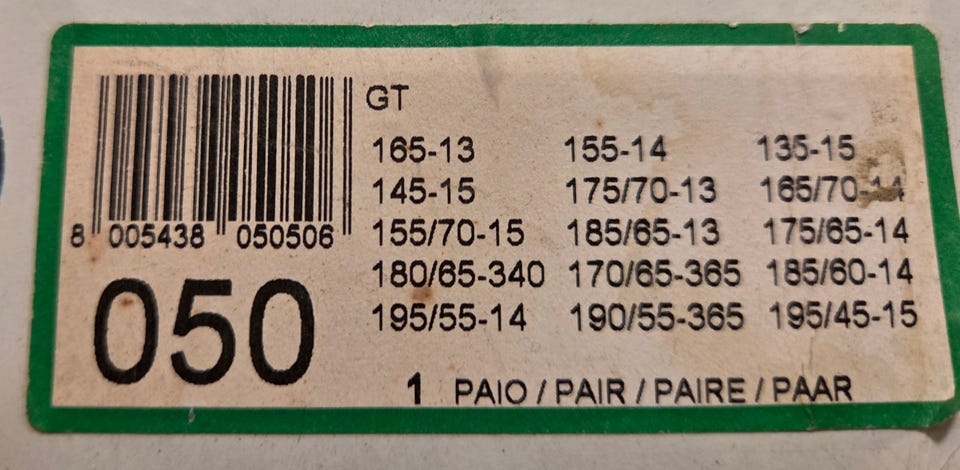 GT
165-13 155-14 135-15
145-15 175/70-13 165/70-14
155/70-15 185/65-13 175/65-14
180/65-340 170/65-365 185/60-14
195/55-14 190/55-365 195/45-15
8 005438 050506
050
1 PAIO / PAIR / PAIRE / PAAR